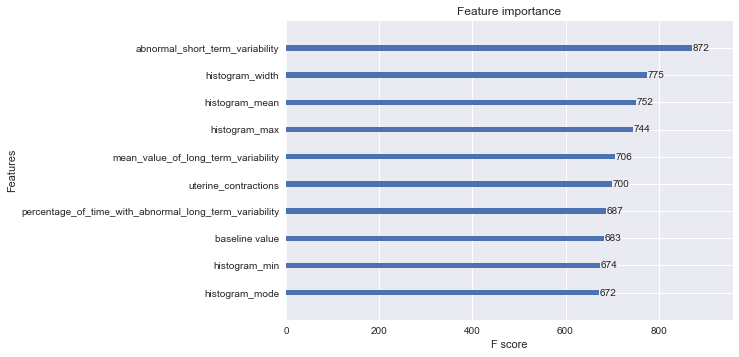 Feature importance
abnormal_short_term_variability 872
histogram_width 775
histogram_mean 752
histogram_max 744
mean_value_of_long_term_variability 706
uterine_contractions 700
percentage_of_time_with_abnormal_long_term_variability 687
baseline value 683
histogram_min 674
histogram_mode 672
Features
0 200 400 600 800
F score